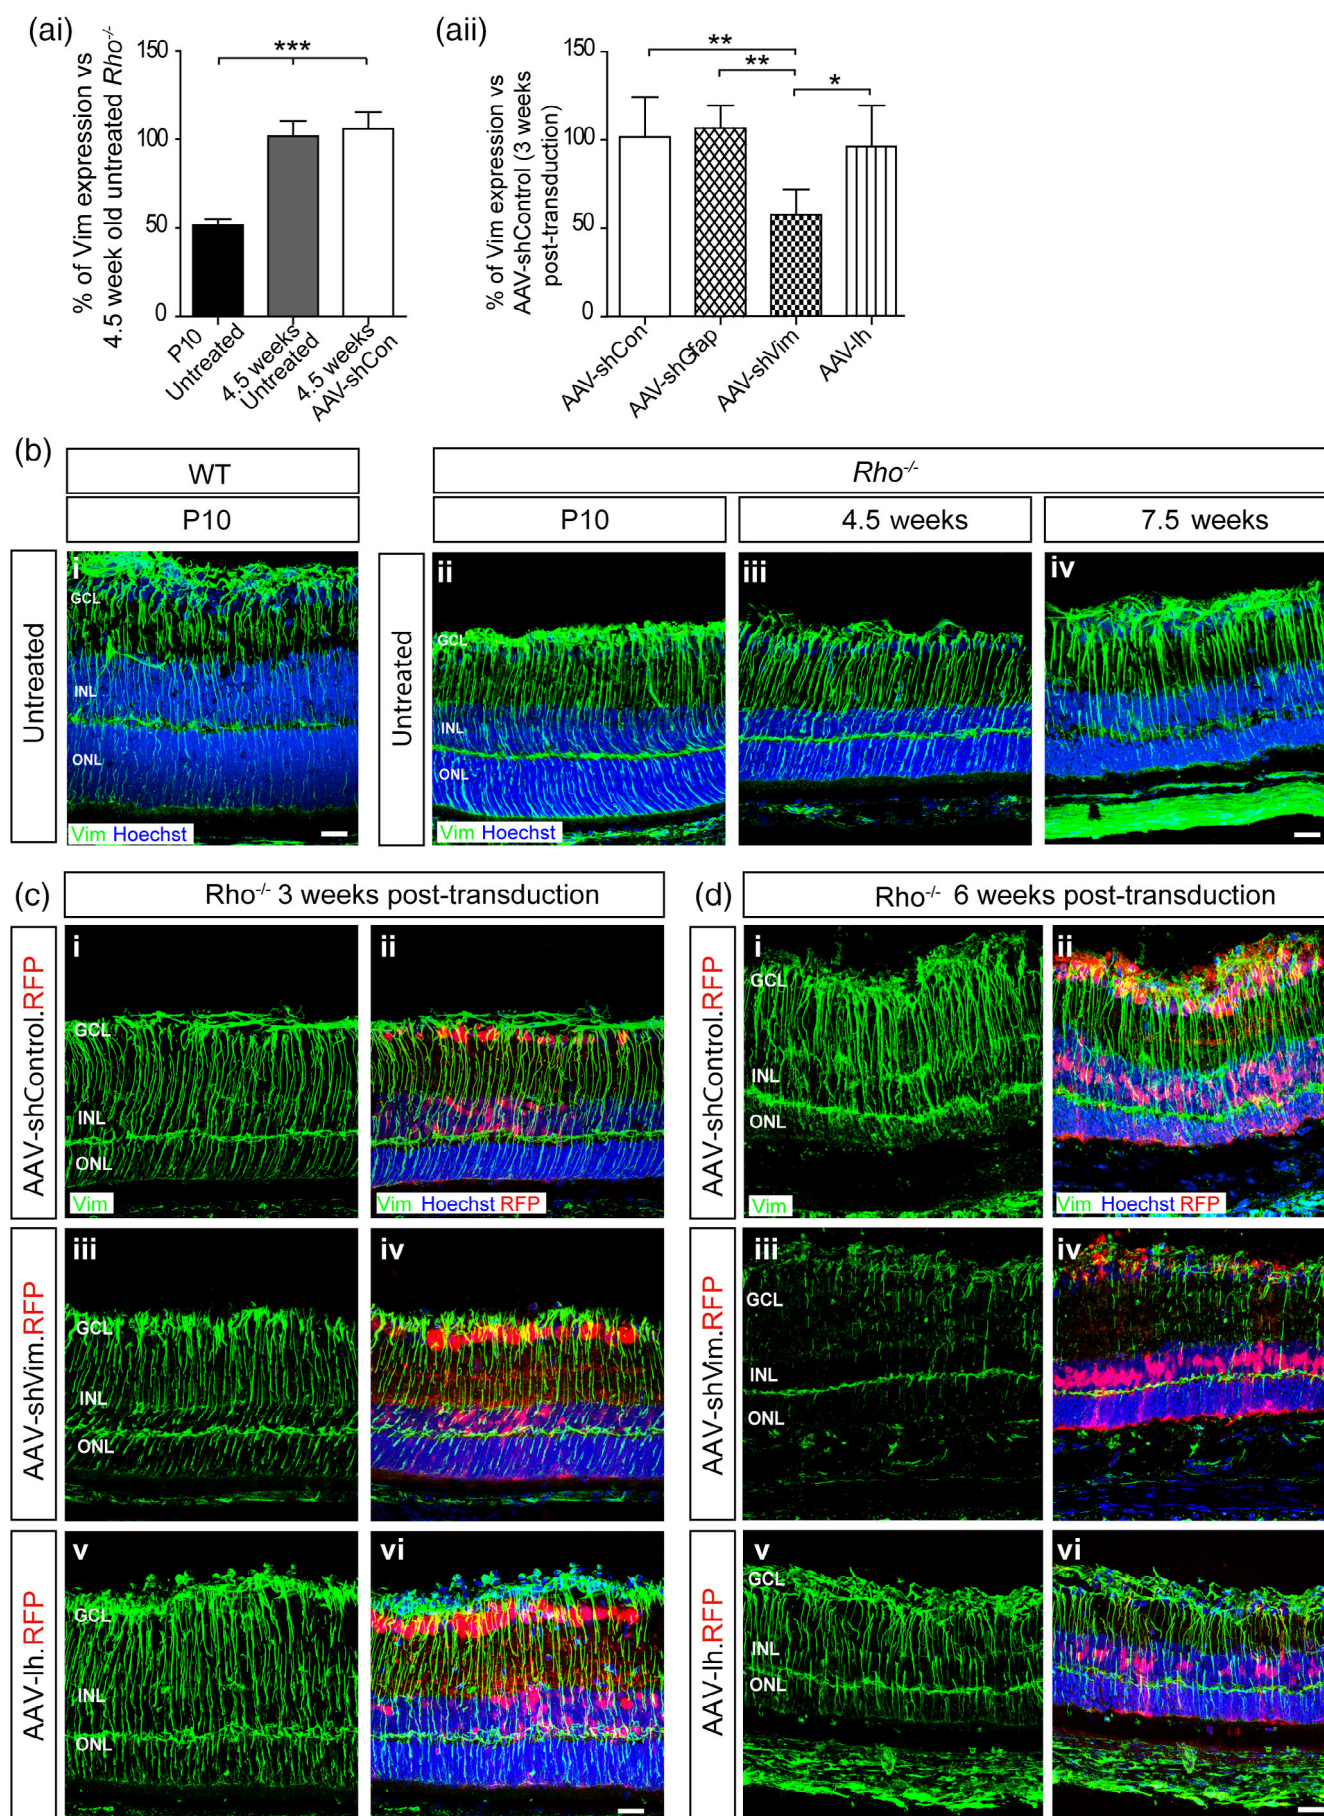 (ai)
% of Vim expression vs
4.5 week old untreated Rho-/-
150
100
50
0
***
P10
Untreated
4.5 weeks
Untreated
4.5 weeks
AAV-shCon
(aii)
% of Vim expression vs
AAV-shControl (3 weeks
post-transduction)
150
100
50
0
**
**
*
AAV-shCon
AAV-shGfap
AAV-shVim
AAV-Ih
(b)
WT
P10
Rho-/-
P10
4.5 weeks
7.5 weeks
Untreated
i
GCL
INL
ONL
Vim Hoechst
Untreated
ii
GCL
INL
ONL
Vim Hoechst
iii
iv
(c)
Rho-/- 3 weeks post-transduction
AAV-shControl.RFP
i
GCL
INL
ONL
Vim
ii
Vim Hoechst RFP
AAV-shVim.RFP
iii
GCL
INL
ONL
iv
AAV-Ih.RFP
v
GCL
INL
ONL
vi
(d)
Rho-/- 6 weeks post-transduction
AAV-shControl.RFP
i
GCL
INL
ONL
Vim
ii
Vim Hoechst RFP
AAV-shVim.RFP
iii
GCL
INL
ONL
iv
AAV-Ih.RFP
v
GCL
INL
ONL
vi